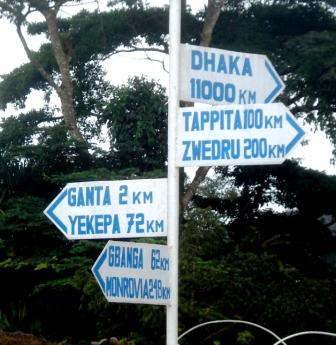 DHAKA
11000 KM
TAPPITA 100 KM
ZWEDRU 200 KM
GANTA 2 KM
YEKEPA 72 KM
GBANGA 62 KM
MONROVIA 248 KM